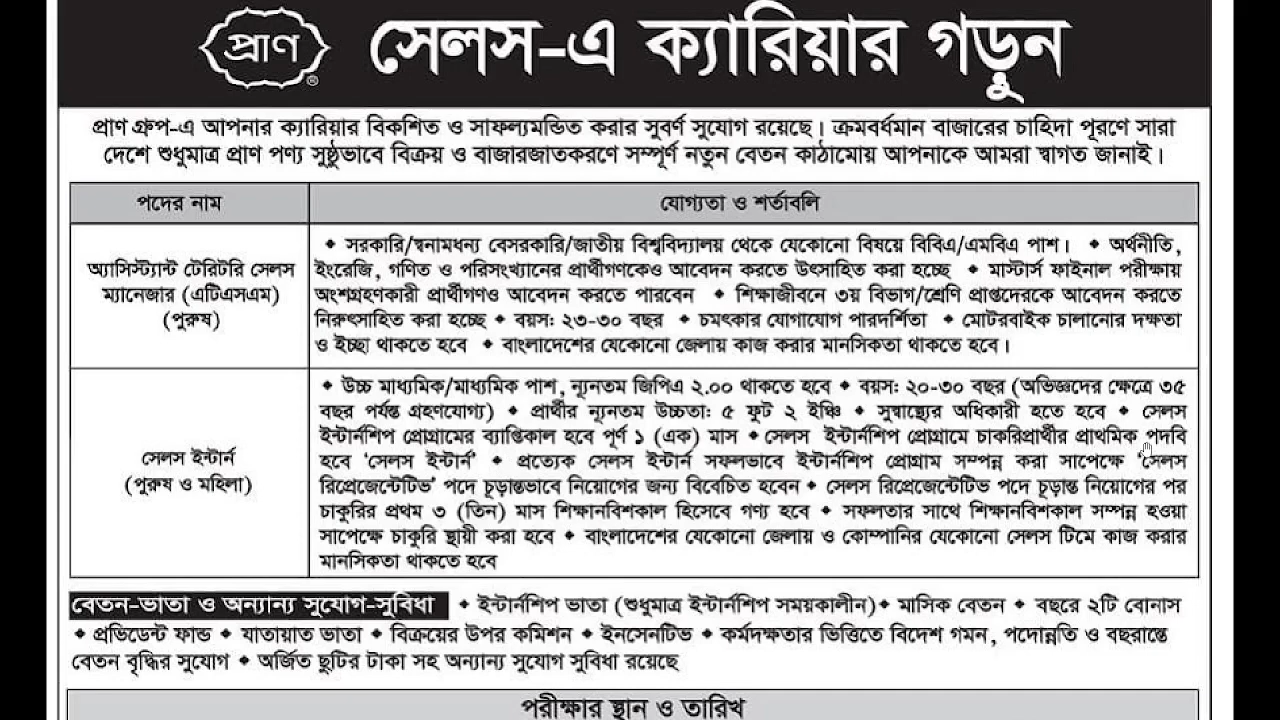 প্রাণ ®
সেলস-এ ক্যারিয়ার গড়ুন
প্রাণ গ্রুপ-এ আপনার ক্যারিয়ার বিকশিত ও সাফল্যমন্ডিত করার সুবর্ণ সুযোগ রয়েছে। ক্রমবর্ধমান বাজারের চাহিদা পূরণে সারা
দেশে শুধুমাত্র প্রাণ পণ্য সুষ্ঠুভাবে বিক্রয় ও বাজারজাতকরণে সম্পূর্ণ নতুন বেতন কাঠামোয় আপনাকে আমরা স্বাগত জানাই।
পদের নাম
যোগ্যতা ও শর্তাবলি
অ্যাসিস্ট্যান্ট টেরিটরি সেলস
ম্যানেজার (এটিএসএম)
(পুরুষ)
♦ সরকারি/স্বনামধন্য বেসরকারি/জাতীয় বিশ্ববিদ্যালয় থেকে যেকোনো বিষয়ে বিবিএ/এমবিএ পাশ। ♦ অর্থনীতি,
ইংরেজি, গণিত ও পরিসংখ্যানের প্রার্থীগণকেও আবেদন করতে উৎসাহিত করা হচ্ছে ♦ মাস্টার্স ফাইনাল পরীক্ষায়
অংশগ্রহণকারী প্রার্থীগণও আবেদন করতে পারবেন ♦ শিক্ষাজীবনে ৩য় বিভাগ/শ্রেণি প্রাপ্তদেরকে আবেদন করতে
নিরুৎসাহিত করা হচ্ছে ♦ বয়স: ২৩-৩০ বছর ♦ চমৎকার যোগাযোগ পারদর্শিতা ♦ মোটরবাইক চালানোর দক্ষতা
ও ইচ্ছা থাকতে হবে ♦ বাংলাদেশের যেকোনো জেলায় কাজ করার মানসিকতা থাকতে হবে।
সেলস ইন্টার্ন
(পুরুষ ও মহিলা)
♦ উচ্চ মাধ্যমিক/মাধ্যমিক পাশ, ন্যূনতম জিপিএ ২.০০ থাকতে হবে ♦ বয়স: ২০-৩০ বছর (অভিজ্ঞদের ক্ষেত্রে ৩৫
বছর পর্যন্ত গ্রহণযোগ্য) ♦ প্রার্থীর ন্যূনতম উচ্চতা: ৫ ফুট ২ ইঞ্চি ♦ সুস্বাস্থ্যের অধিকারী হতে হবে ♦ সেলস
ইন্টার্নশিপ প্রোগ্রামের ব্যাপ্তিকাল হবে পূর্ণ ১ (এক) মাস ♦ সেলস ইন্টার্নশিপ প্রোগ্রামে চাকরিপ্রার্থীর প্রাথমিক পদবি
হবে ‘সেলস ইন্টার্ন’ ♦ প্রত্যেক সেলস ইন্টার্ন সফলভাবে ইন্টার্নশিপ প্রোগ্রাম সম্পন্ন করা সাপেক্ষে ‘সেলস
রিপ্রেজেন্টেটিভ’ পদে চূড়ান্তভাবে নিয়োগের জন্য বিবেচিত হবেন ♦ সেলস রিপ্রেজেন্টেটিভ পদে চূড়ান্ত নিয়োগের পর
চাকুরির প্রথম ৩ (তিন) মাস শিক্ষানবিশকাল হিসেবে গণ্য হবে ♦ সফলতার সাথে শিক্ষানবিশকাল সম্পন্ন হওয়া
সাপেক্ষে চাকুরি স্থায়ী করা হবে ♦ বাংলাদেশের যেকোনো জেলায় ও কোম্পানির যেকোনো সেলস টিমে কাজ করার
মানসিকতা থাকতে হবে
বেতন-ভাতা ও অন্যান্য সুযোগ-সুবিধা ♦ ইন্টার্নশিপ ভাতা (শুধুমাত্র ইন্টার্নশিপ সময়কালীন)♦ মাসিক বেতন ♦ বছরে ২টি বোনাস
♦ প্রভিডেন্ট ফান্ড ♦ যাতায়াত ভাতা ♦ বিক্রয়ের উপর কমিশন ♦ ইনসেনটিভ ♦ কর্মদক্ষতার ভিত্তিতে বিদেশ গমন, পদোন্নতি ও বছরান্তে
বেতন বৃদ্ধির সুযোগ ♦ অর্জিত ছুটির টাকা সহ অন্যান্য সুযোগ সুবিধা রয়েছে
পরীক্ষার স্থান ও তারিখ